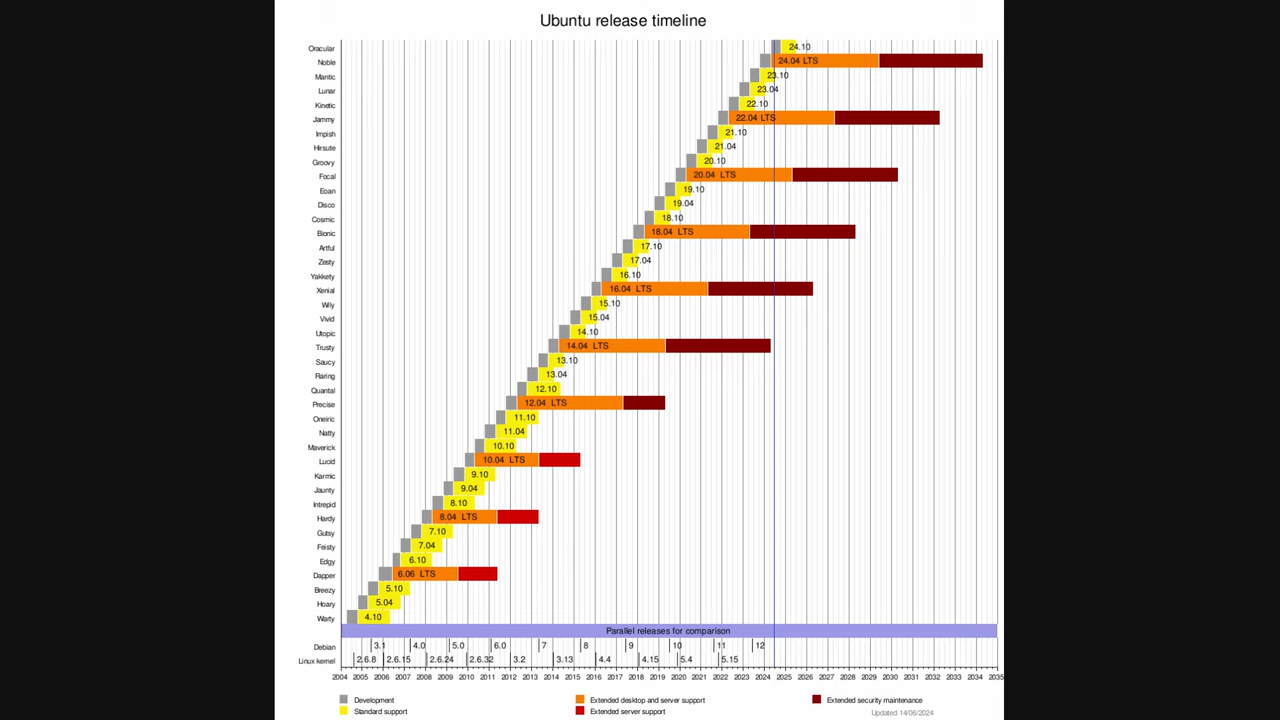 Ubuntu release timeline
Oracular 24.10
Noble 24.04 LTS
Mantic 23.10
Lunar 23.04
Kinetic 22.10
Jammy 22.04 LTS
Impish 21.10
Hirsute 21.04
Groovy 20.10
Focal 20.04 LTS
Eoan 19.10
Disco 19.04
Cosmic 18.10
Bionic 18.04 LTS
Artful 17.10
Zesty 17.04
Yakkety 16.10
Xenial 16.04 LTS
Wily 15.10
Vivid 15.04
Utopic 14.10
Trusty 14.04 LTS
Saucy 13.10
Raring 13.04
Quantal 12.10
Precise 12.04 LTS
Oneiric 11.10
Natty 11.04
Maverick 10.10
Lucid 10.04 LTS
Karmic 9.10
Jaunty 9.04
Intrepid 8.10
Hardy 8.04 LTS
Gutsy 7.10
Feisty 7.04
Edgy 6.10
Dapper 6.06 LTS
Breezy 5.10
Hoary 5.04
Warty 4.10
Parallel releases for comparison
Debian 3.1 4.0 5.0 6.0 7 8 9 10 11 12
Linux kernel 2.6.8 2.6.15 2.6.24 2.6.32 3.2 3.13 4.4 4.15 5.4 5.15
2004 2005 2006 2007 2008 2009 2010 2011 2012 2013 2014 2015 2016 2017 2018 2019 2020 2021 2022 2023 2024 2025 2026 2027 2028 2029 2030 2031 2032 2033 2034 2035
Development Extended desktop and server support Extended security maintenance
Standard support Extended server support Updated 14/06/2024